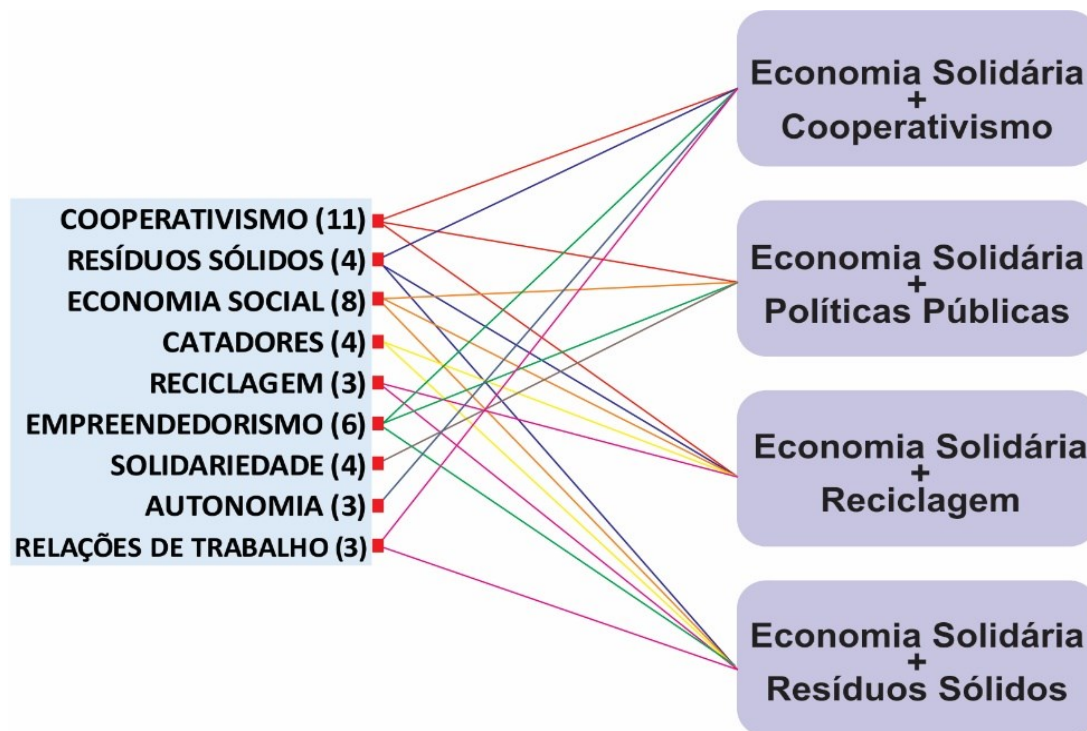 COOPERATIVISMO (11)
RESÍDUOS SÓLIDOS (4)
ECONOMIA SOCIAL (8)
CATADORES (4)
RECICLAGEM (3)
EMPREENDEDORISMO (6)
SOLIDARIEDADE (4)
AUTONOMIA (3)
RELAÇÕES DE TRABALHO (3)
Economia Solidária
+
Cooperativismo
Economia Solidária
+
Políticas Públicas
Economia Solidária
+
Reciclagem
Economia Solidária
+
Resíduos Sólidos